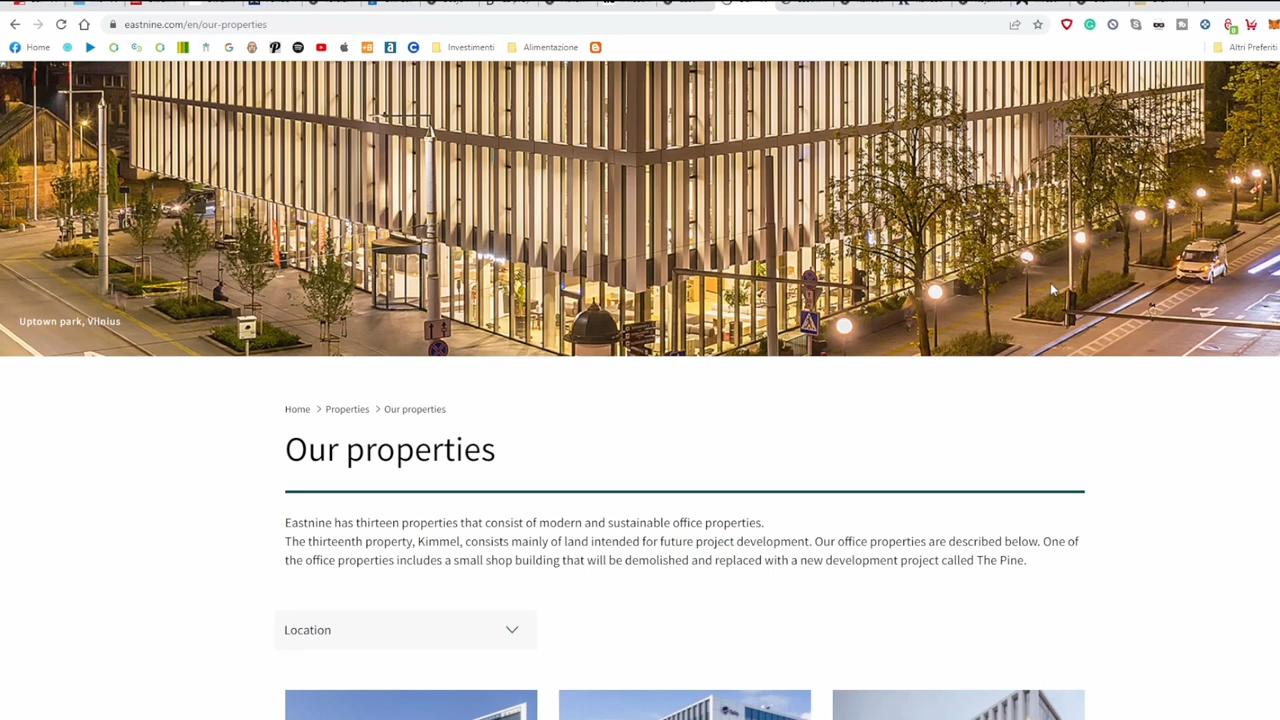 eastnine.com/en/our-properties
Home
Investimenti
Alimentazione
Altri Preferiti
Uptown park, Vilnius
Home > Properties > Our properties
Our properties
Eastnine has thirteen properties that consist of modern and sustainable office properties.
The thirteenth property, Kimmel, consists mainly of land intended for future project development. Our office properties are described below. One of
the office properties includes a small shop building that will be demolished and replaced with a new development project called The Pine.
Location